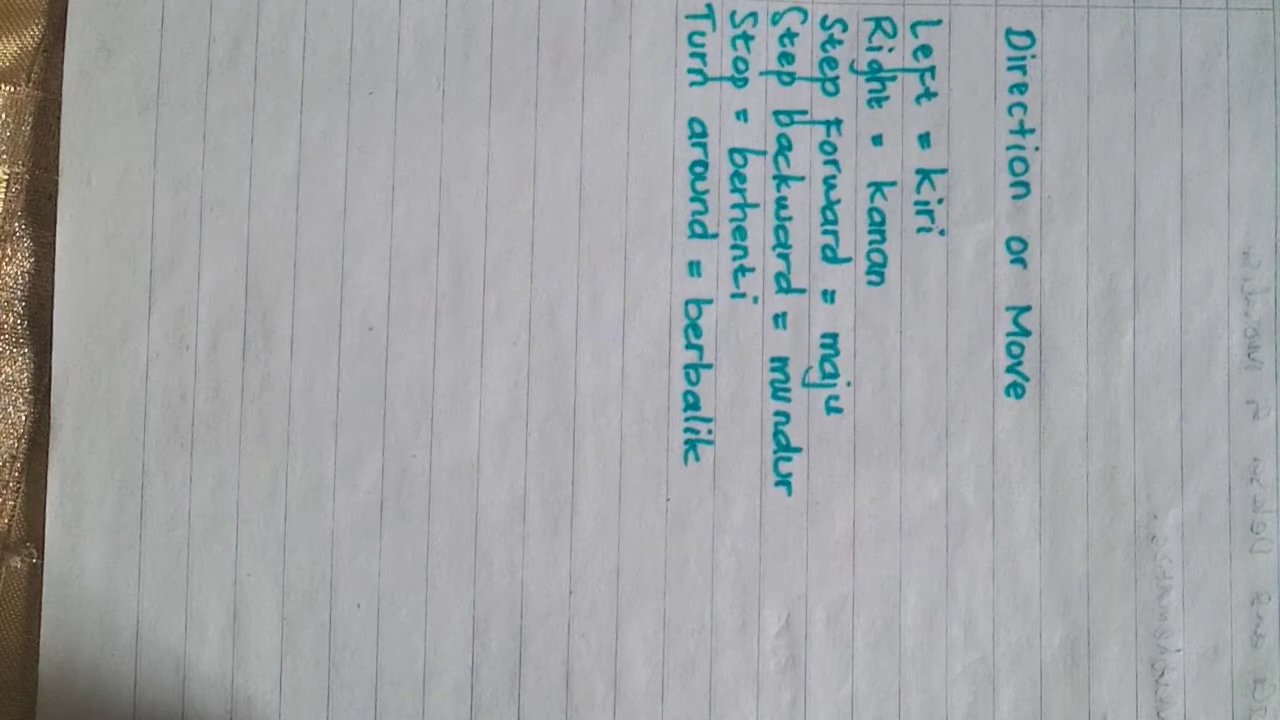 Direction or Move
Left = kiri
Right = kanan
Step Forward = maju
Step backward = mundur
Stop = berhenti
Turn around = berbalik